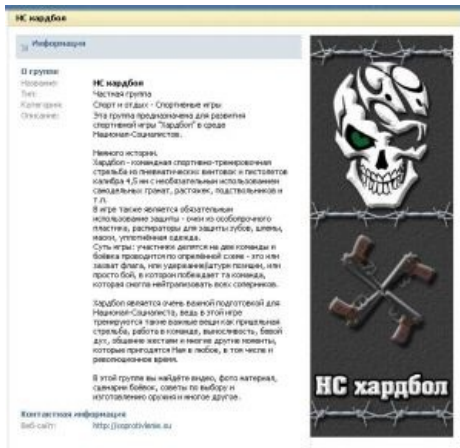 НС хардбол
Информация
О группе
Название: НС хардбол
Тип: Частная группа
Категория: Спорт и отдых - Спортивные игры
Описание: Эта группа предназначена для развития
спортивной игры "Хардбол" в среде
Национал-Социалистов.
Немного истории.
Хардбол - командная спортивно-тренировочная
стрельба из пневматических винтовок и пистолетов
калибра 4,5 мм с необязательным использованием
самодельных гранат, растяжек, подствольников и
т.п.
В игре также является обязательным
использование защиты - очки из особопрочного
пластика, распираторы для защиты зубов, шлемы,
маски, уплотнённая одежда.
Суть игры: участники делятся на две команды и
боёвка проводится по определённой схеме - это или
захват флага, или удержание/штурм позиции, или
просто бой, в котором побеждает та команда,
которая смогла нейтрализовать всех соперников.
Хардбол является очень важной подготовкой для
Национал-Социалиста, ведь в этой игре
тренируются такие важные вещи как прицельная
стрельба, работа в команде, выносливость, боевой
дух, общение жестами и многие другие моменты,
которые пригодятся Нам в любое, в том числе и
революционное время.
В этой группе вы найдёте видео, фото материал,
сценарии боёвок, советы по выбору и
изготовлению оружия и многое другое.
Контактная информация
Веб-сайт:
НС хардбол